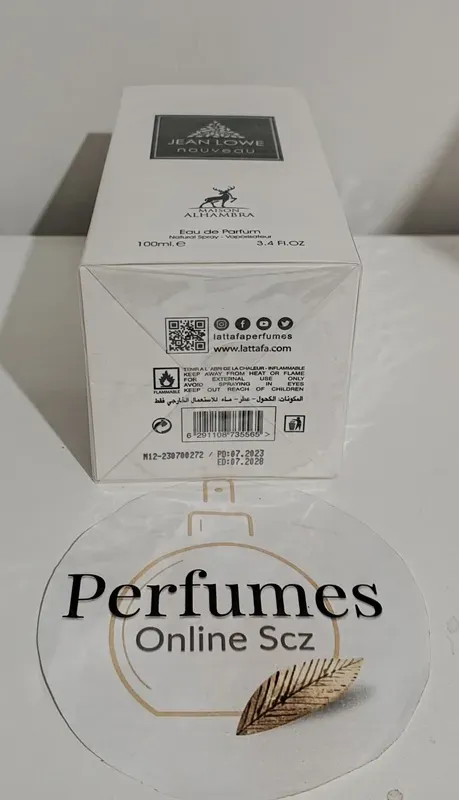 JEAN LOWE
nouveau
MAISON
ALHAMBRA
Eau de Parfum
Natural Spray - Vaporisateur
100ml.e 3.4 Fl.OZ
lattafaperfumes
www.lattafa.com
TENIR A L'ABRI DE LA CHALEUR - INFLAMMABLE
KEEP AWAY FROM HEAT OR FLAME
FOR EXTERNAL USE ONLY
AVOID SPRAYING IN EYES
KEEP OUT REACH OF CHILDREN
المكونات: الكحول - عطر - ماء للاستعمال الخارجي فقط
6 291108 735565 >
M12-230700272 / PD:07.2023
ED:07.2028
Perfumes
Online Scz